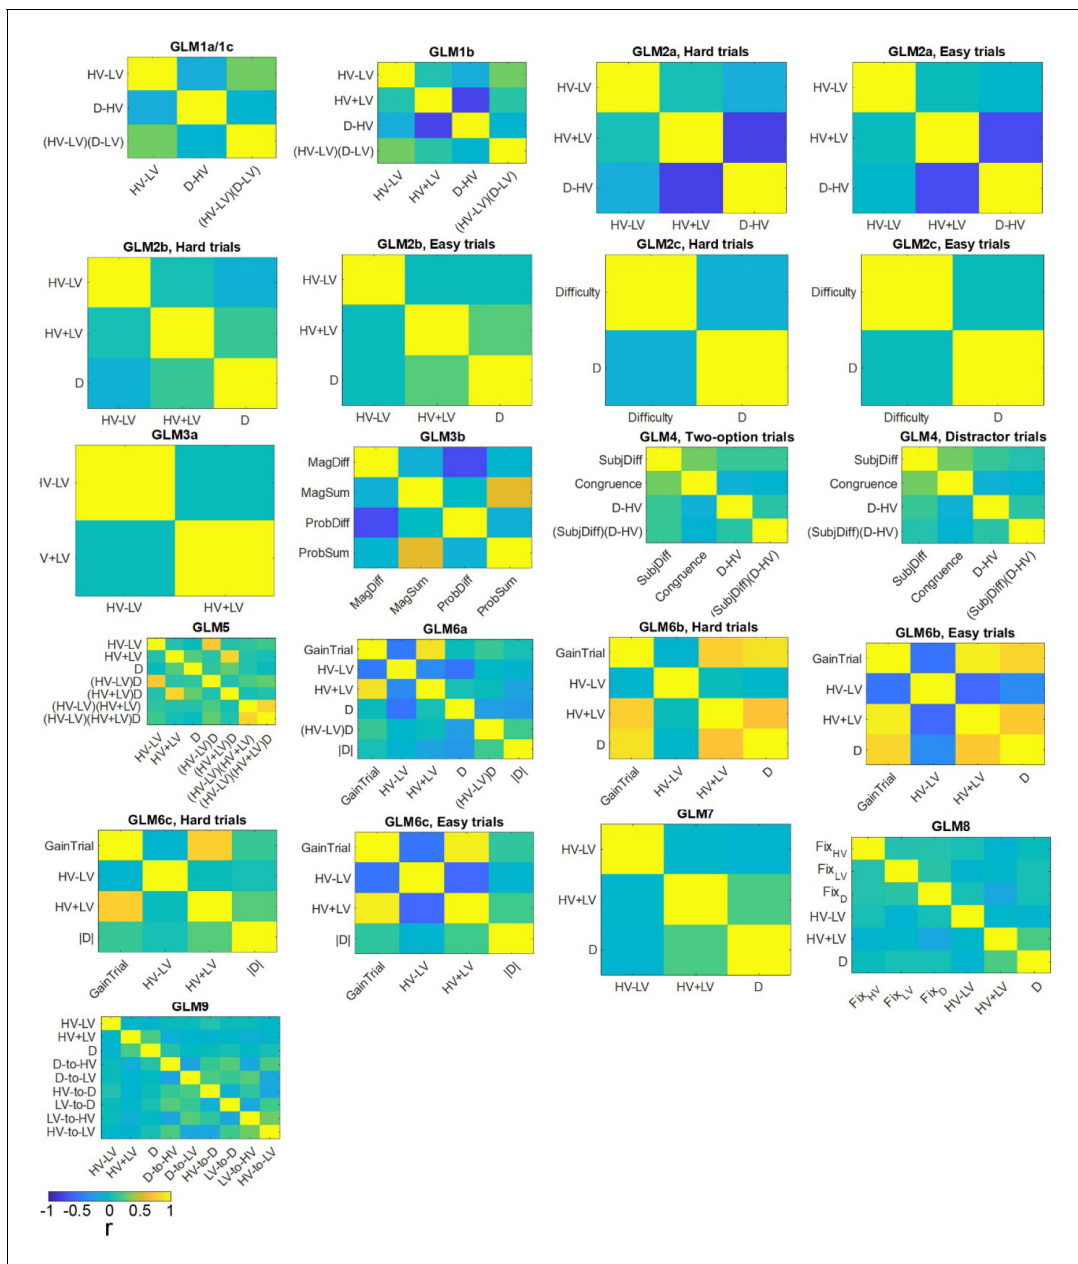 GLM1a/1c
HV-LV
D-HV
(HV-LV)(D-LV)
HV-LV
D-HV
(HV-LV)(D-LV)
GLM1b
HV-LV
HV+LV
D-HV
(HV-LV)(D-LV)
HV-LV
HV+LV
D-HV
(HV-LV)(D-LV)
GLM2a, Hard trials
HV-LV
HV+LV
D-HV
HV-LV HV+LV D-HV
GLM2a, Easy trials
HV-LV
HV+LV
D-HV
HV-LV HV+LV D-HV
GLM2b, Hard trials
HV-LV
HV+LV
D
HV-LV HV+LV D
GLM2b, Easy trials
HV-LV
HV+LV
D
HV-LV HV+LV D
GLM2c, Hard trials
Difficulty
D
Difficulty D
GLM2c, Easy trials
Difficulty
D
Difficulty D
GLM3a
HV-LV
HV+LV
HV-LV HV+LV
GLM3b
MagDiff
MagSum
ProbDiff
ProbSum
MagDiff
MagSum
ProbDiff
ProbSum
GLM4, Two-option trials
SubjDiff
Congruence
D-HV
(SubjDiff)(D-HV)
SubjDiff
Congruence
D-HV
(SubjDiff)(D-HV)
GLM4, Distractor trials
SubjDiff
Congruence
D-HV
(SubjDiff)(D-HV)
SubjDiff
Congruence
D-HV
(SubjDiff)(D-HV)
GLM5
HV-LV
HV+LV
D
(HV-LV)D
(HV+LV)D
(HV-LV)(HV+LV)
(HV-LV)(HV+LV)D
HV-LV
HV+LV
D
(HV-LV)D
(HV+LV)D
(HV-LV)(HV+LV)
(HV-LV)(HV+LV)D
GLM6a
GainTrial
HV-LV
HV+LV
D
(HV-LV)D
|D|
GainTrial
HV-LV
HV+LV
D
(HV-LV)D
|D|
GLM6b, Hard trials
GainTrial
HV-LV
HV+LV
D
GainTrial
HV-LV
HV+LV
D
GLM6b, Easy trials
GainTrial
HV-LV
HV+LV
D
GainTrial
HV-LV
HV+LV
D
GLM6c, Hard trials
GainTrial
HV-LV
HV+LV
|D|
GainTrial
HV-LV
HV+LV
|D|
GLM6c, Easy trials
GainTrial
HV-LV
HV+LV
|D|
GainTrial
HV-LV
HV+LV
|D|
GLM7
HV-LV
HV+LV
D
HV-LV HV+LV D
GLM8
FixHV
FixLV
FixD
HV-LV
HV+LV
D
FixHV
FixLV
FixD
HV-LV
HV+LV
D
GLM9
HV-LV
HV+LV
D
D-to-HV
D-to-LV
HV-to-D
LV-to-D
LV-to-HV
HV-to-LV
HV-LV
HV+LV
D
D-to-HV
D-to-LV
HV-to-D
LV-to-D
LV-to-HV
HV-to-LV
-1 -0.5 0 0.5 1
r